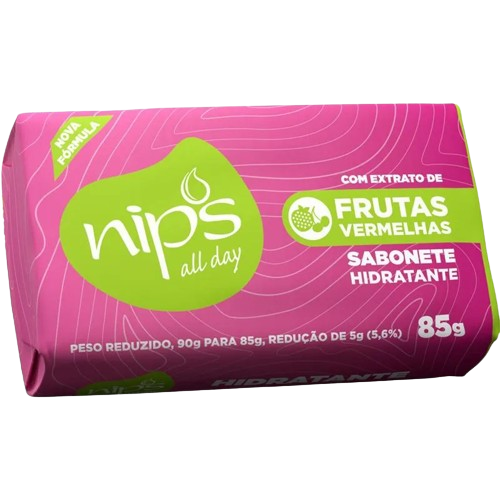 NOVA
FÓRMULA
nips
all day
COM EXTRATO DE
FRUTAS
VERMELHAS
SABONETE
HIDRATANTE
PESO REDUZIDO, 90g PARA 85g, REDUÇÃO DE 5g (5,6%)
85g
nips
HIDRATANTE